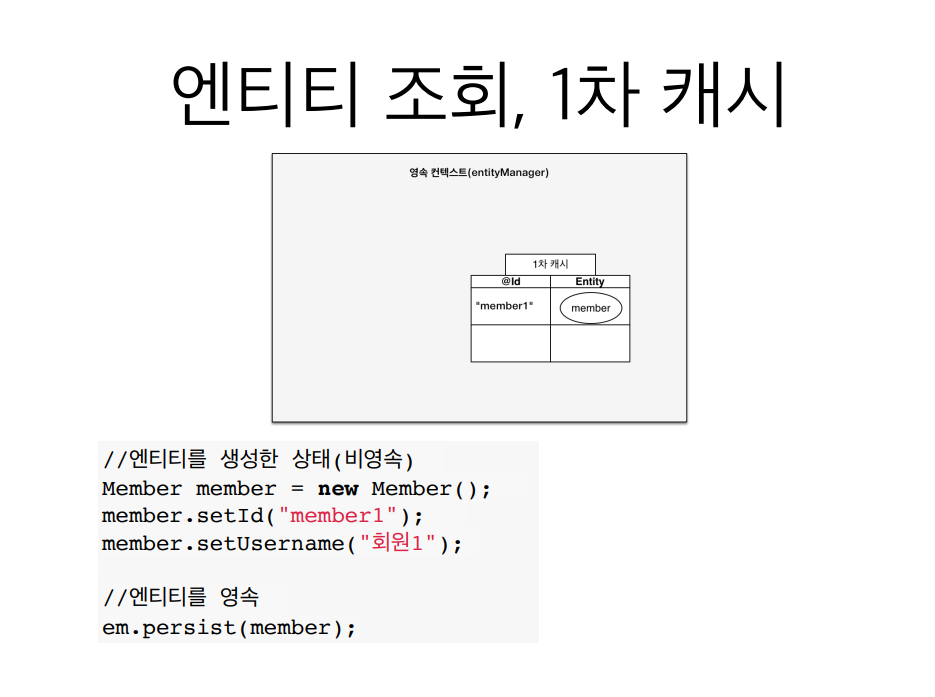 엔티티 조회, 1차 캐시
영속 컨텍스트(entityManager)
1차 캐시
@Id Entity
"member1" member
//엔티티를 생성한 상태(비영속)
Member member = new Member();
member.setId("member1");
member.setUsername("회원1");
//엔티티를 영속
em.persist(member);